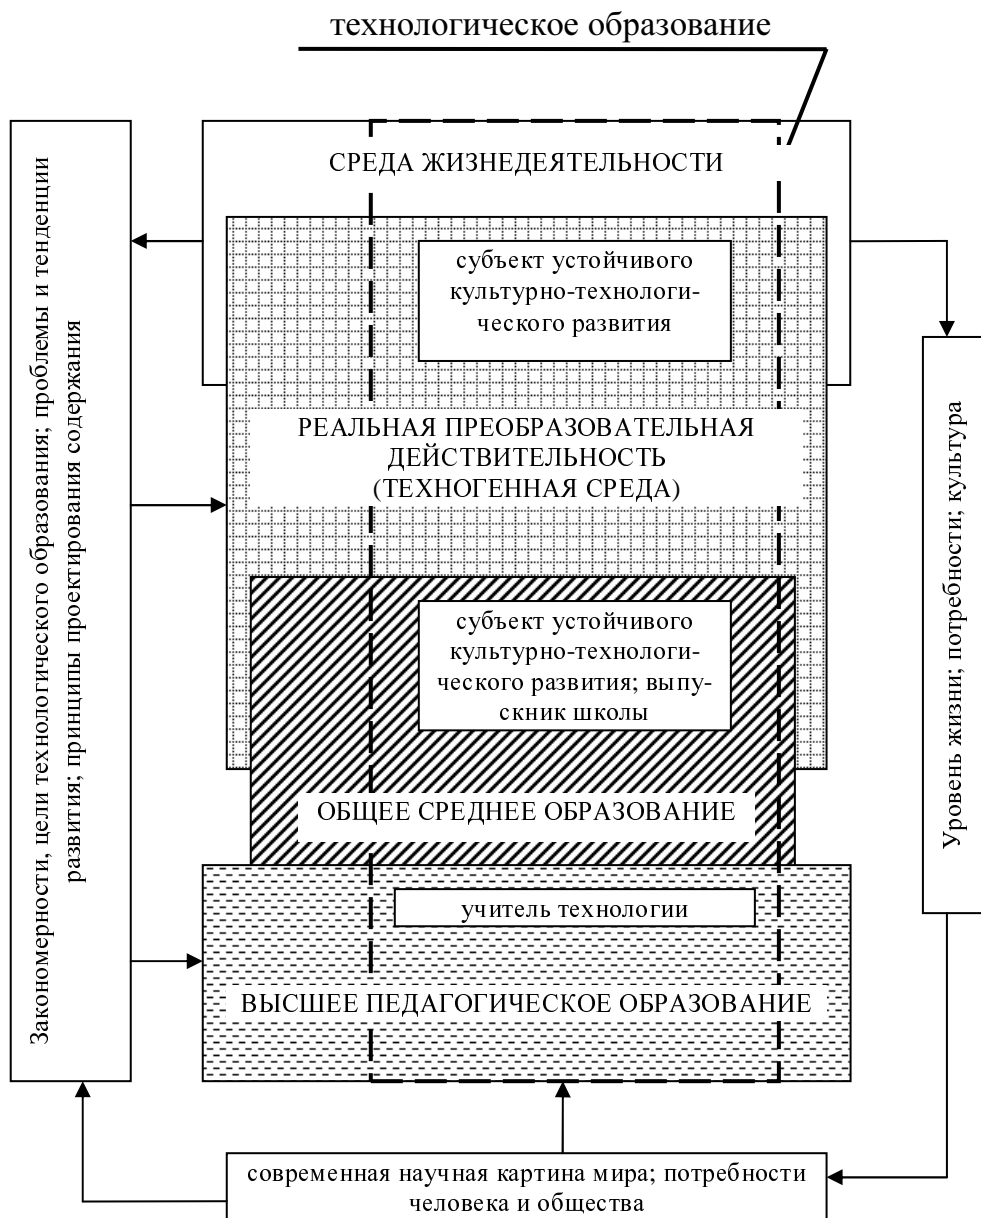 технологическое образование
СРЕДА ЖИЗНЕДЕЯТЕЛЬНОСТИ
субъект устойчивого
культурно-технологи-
ческого развития
РЕАЛЬНАЯ ПРЕОБРАЗОВАТЕЛЬНАЯ
ДЕЙСТВИТЕЛЬНОСТЬ
(ТЕХНОГЕННАЯ СРЕДА)
субъект устойчивого
культурно-технологи-
ческого развития; выпу-
скник школы
ОБЩЕЕ СРЕДНЕЕ ОБРАЗОВАНИЕ
учитель технологии
ВЫСШЕЕ ПЕДАГОГИЧЕСКОЕ ОБРАЗОВАНИЕ
Закономерности, цели технологического образования; проблемы и тенденции
развития; принципы проектирования содержания
Уровень жизни; потребности; культура
современная научная картина мира; потребности
человека и общества